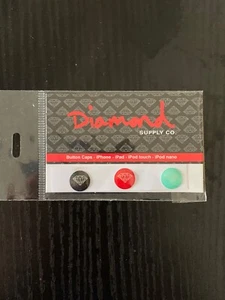 Diamond
SUPPLY CO.
Button Caps . iPhone . iPad . iPod touch . iPod nano